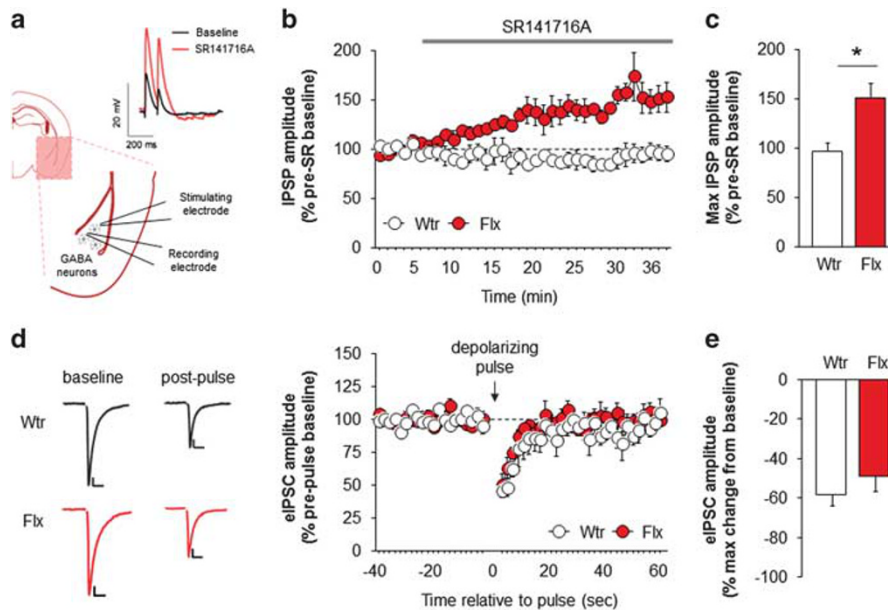 a
Baseline
SR141716A
20 mV
200 ms
Stimulating
electrode
GABA
neurons
Recording
electrode
b
SR141716A
IPSP amplitude
(% pre-SR baseline)
200
150
100
50
0
Wtr
Flx
0
5
10
15
20
25
30
36
Time (min)
c
Max IPSP amplitude
(% pre-SR baseline)
200
150
100
50
0
*
Wtr
Flx
d
baseline
post-pulse
Wtr
Flx
eIPSC amplitude
(% pre-pulse baseline)
150
125
100
75
50
25
0
depolarizing
pulse
Wtr
Flx
-40
-20
0
20
40
60
Time relative to pulse (sec)
e
Wtr
Flx
eIPSC amplitude
(% max change from baseline)
0
-20
-40
-60
-80
-100